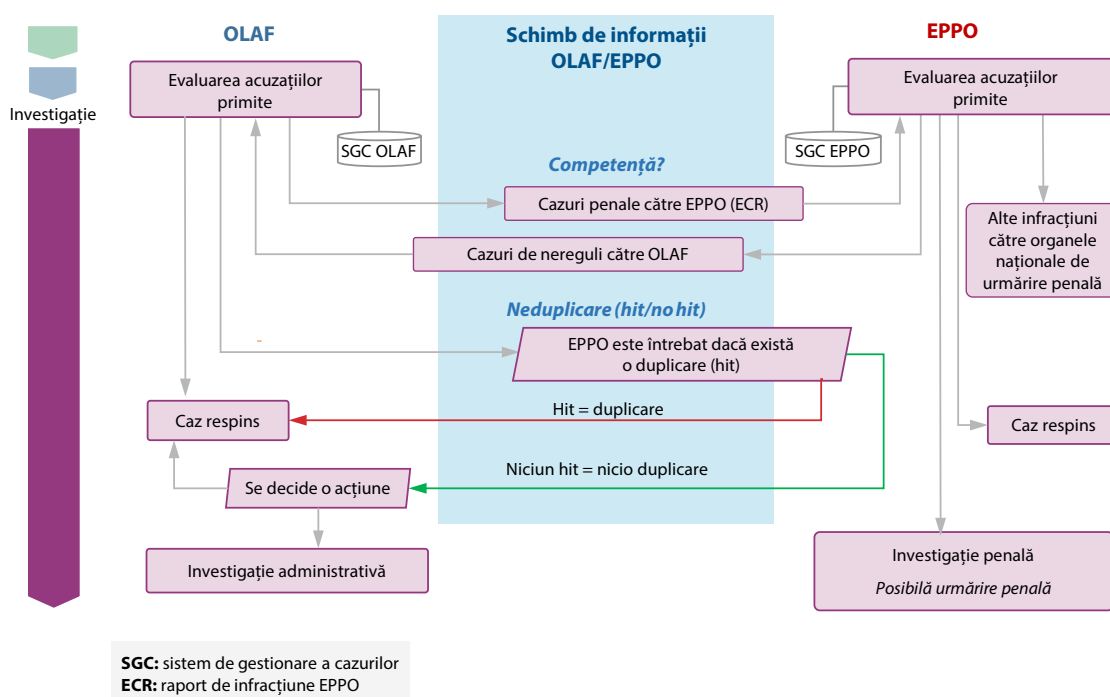 OLAF
Schimb de informații
OLAF/EPPO
EPPO
Investigație
Evaluarea acuzațiilor
primite
SGC OLAF
Evaluarea acuzațiilor
primite
SGC EPPO
Competență?
Cazuri penale către EPPO (ECR)
Cazuri de nereguli către OLAF
Alte infracțiuni
către organele
naționale de
urmărire penală
Neduplicare (hit/no hit)
EPPO este întrebat dacă există
o duplicare (hit)
Caz respins
Hit = duplicare
Caz respins
Niciun hit = nicio duplicare
Se decide o acțiune
Investigație administrativă
Investigație penală
Posibilă urmărire penală
SGC: sistem de gestionare a cazurilor
ECR: raport de infracțiune EPPO